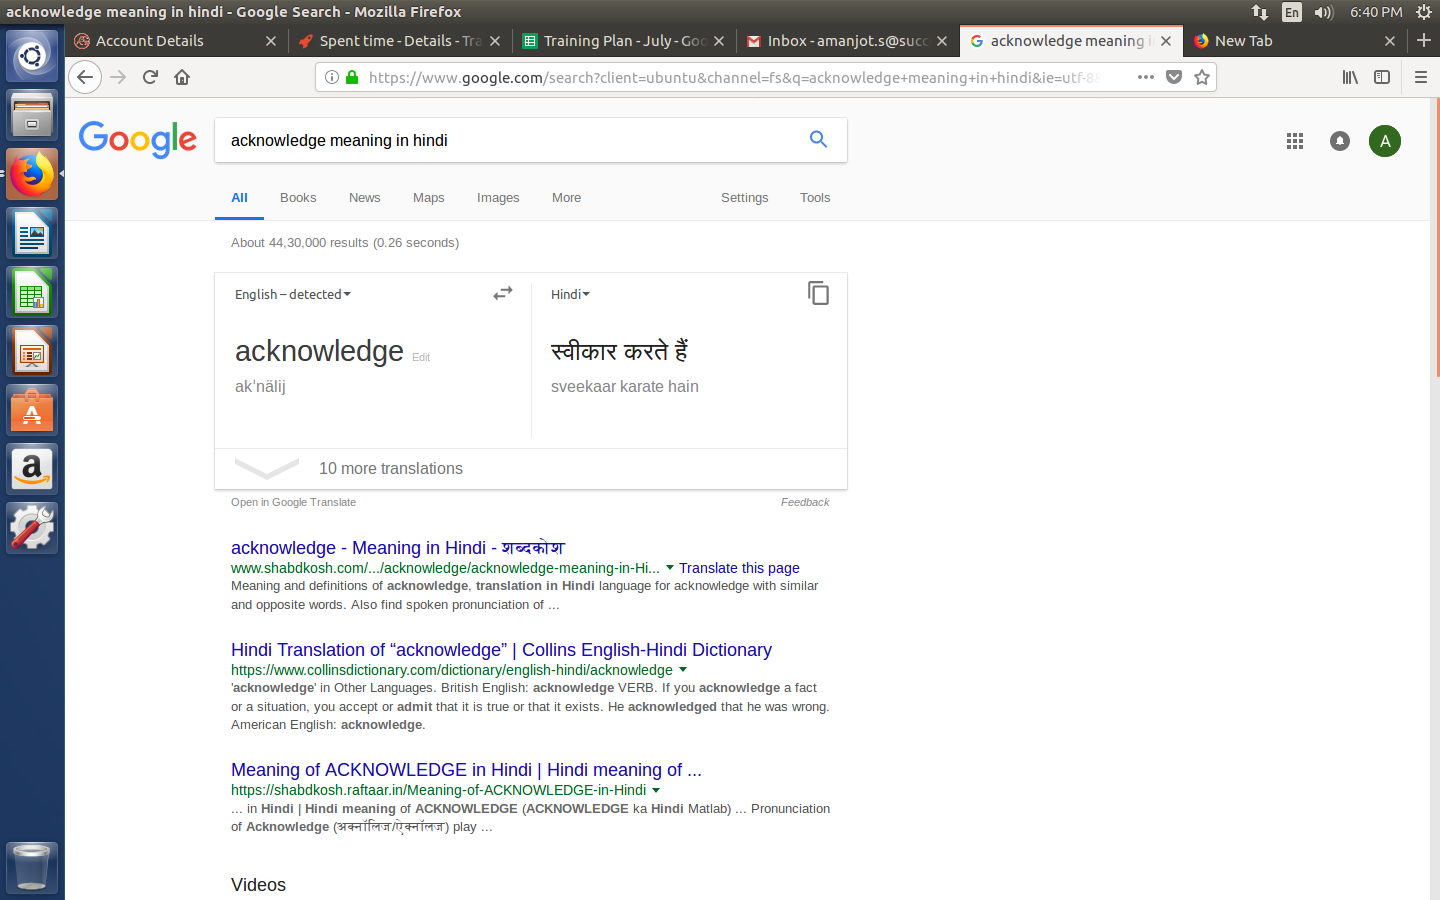 acknowledge meaning in hindi - Google Search - Mozilla Firefox
En
6:40 PM
Account Details
Spent time - Details - Tra
Training Plan - July - Goo
Inbox - amanjot.s@succ
acknowledge meaning i
New Tab
https://www.google.com/search?client=ubuntu&channel=fs&q=acknowledge+meaning+in+hindi&ie=utf-8&
Google
acknowledge meaning in hindi
A
All
Books
News
Maps
Images
More
Settings
Tools
About 44,30,000 results (0.26 seconds)
English – detected
Hindi
acknowledge Edit
स्वीकार करते हैं
akˈnälij
sveekaar karate hain
10 more translations
Open in Google Translate
Feedback
acknowledge - Meaning in Hindi - शब्दकोश
www.shabdkosh.com/.../acknowledge/acknowledge-meaning-in-Hi... Translate this page
Meaning and definitions of acknowledge, translation in Hindi language for acknowledge with similar
and opposite words. Also find spoken pronunciation of ...
Hindi Translation of “acknowledge” | Collins English-Hindi Dictionary
https://www.collinsdictionary.com/dictionary/english-hindi/acknowledge
'acknowledge' in Other Languages. British English: acknowledge VERB. If you acknowledge a fact
or a situation, you accept or admit that it is true or that it exists. He acknowledged that he was wrong.
American English: acknowledge.
Meaning of ACKNOWLEDGE in Hindi | Hindi meaning of ...
https://shabdkosh.raftaar.in/Meaning-of-ACKNOWLEDGE-in-Hindi
... in Hindi | Hindi meaning of ACKNOWLEDGE (ACKNOWLEDGE ka Hindi Matlab) ... Pronunciation
of Acknowledge (अक्नॉलिज/ऐक्नॉलज) play ...
Videos